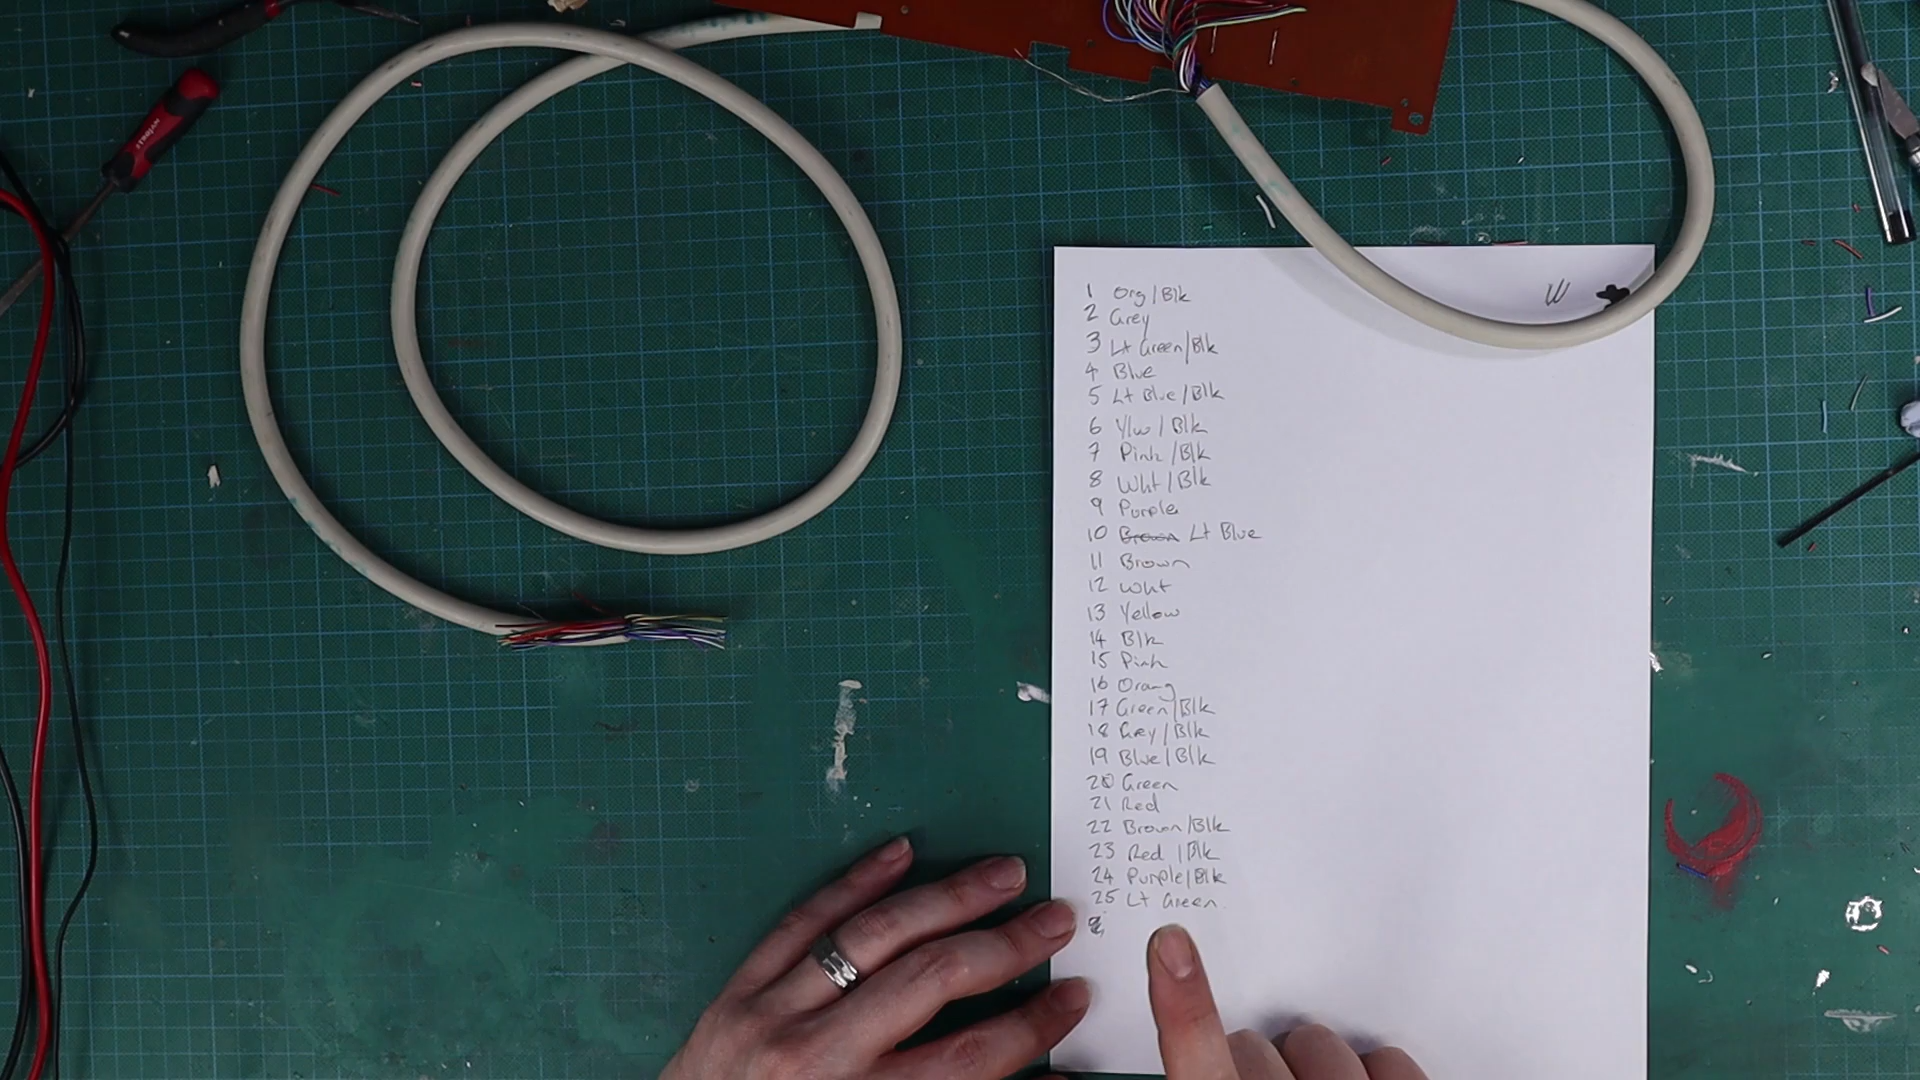 1 Org/Blk
2 Grey
3 Lt Green/Blk
4 Blue
5 Lt Blue/Blk
6 Ylw/Blk
7 Pink/Blk
8 Wht/Blk
9 Purple
10 Brown Lt Blue
11 Brown
12 Wht
13 Yellow
14 Blk
15 Pink
16 Orang
17 Green/Blk
18 Grey/Blk
19 Blue/Blk
20 Green
21 Red
22 Brown/Blk
23 Red/Blk
24 Purple/Blk
25 Lt Green.